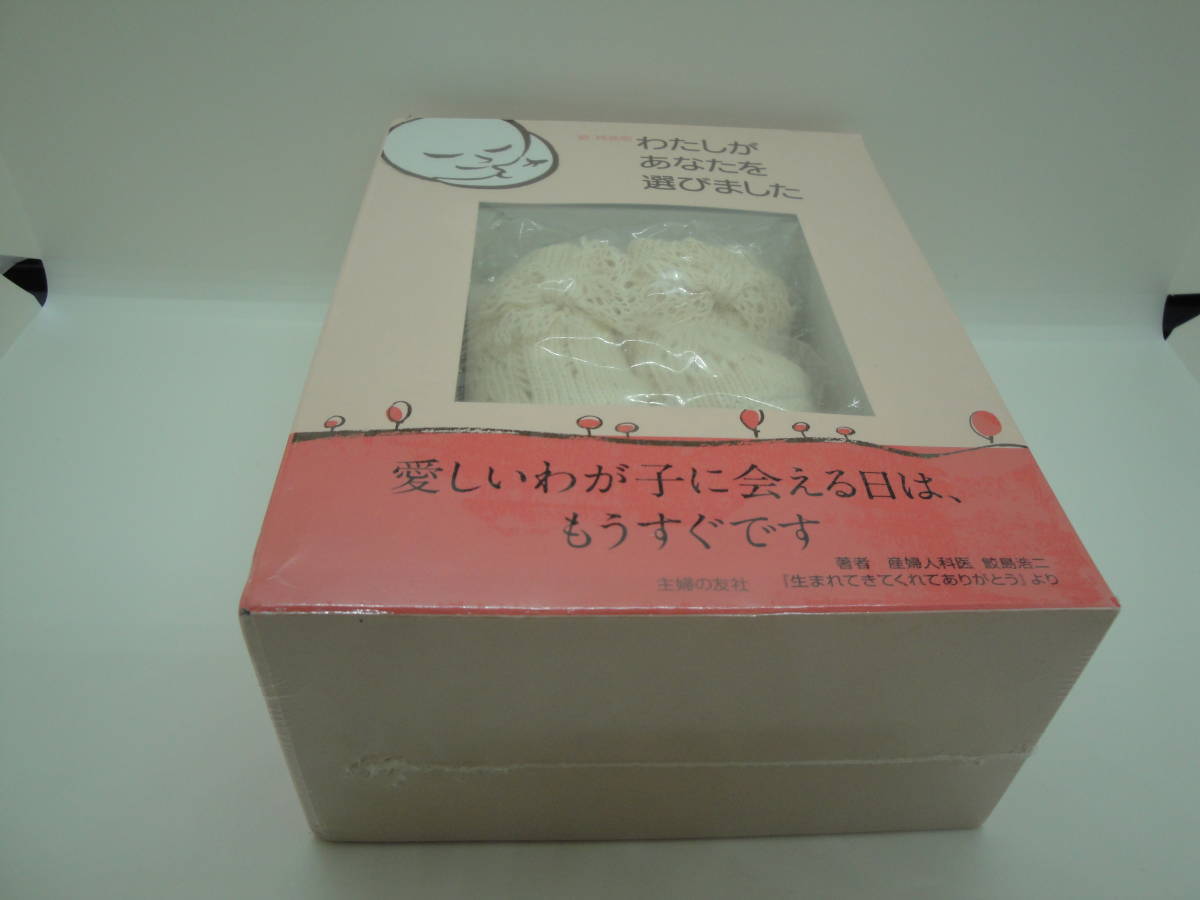 わたしが
あなたを
選びました
愛しいわが子に会える日は、
もうすぐです
著者 産婦人科医 鮫島浩二
主婦の友社 『生まれてきてくれてありがとう』より